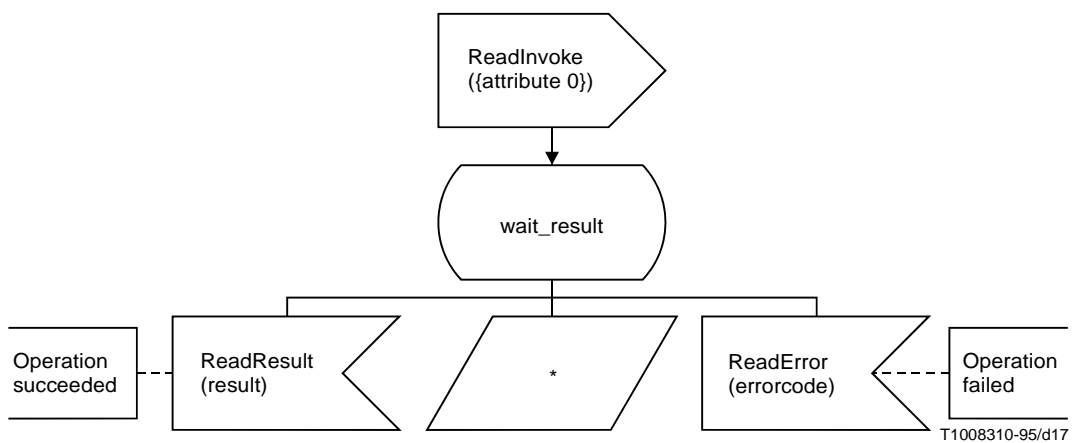 ReadInvoke
({attribute 0})
wait_result
Operation
succeeded
ReadResult
(result)
*
ReadError
(errorcode)
Operation
failed
T1008310-95/d17